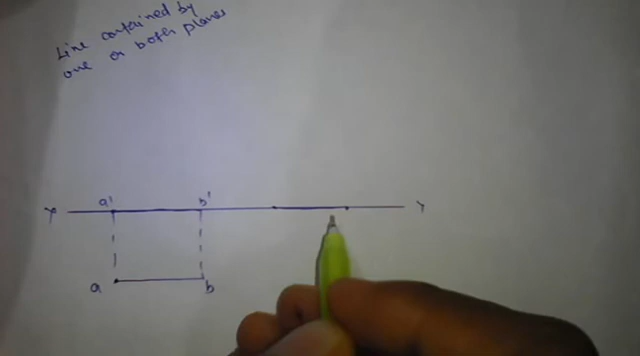 Line contained by
one or both planes
a' b'
X Y
a b